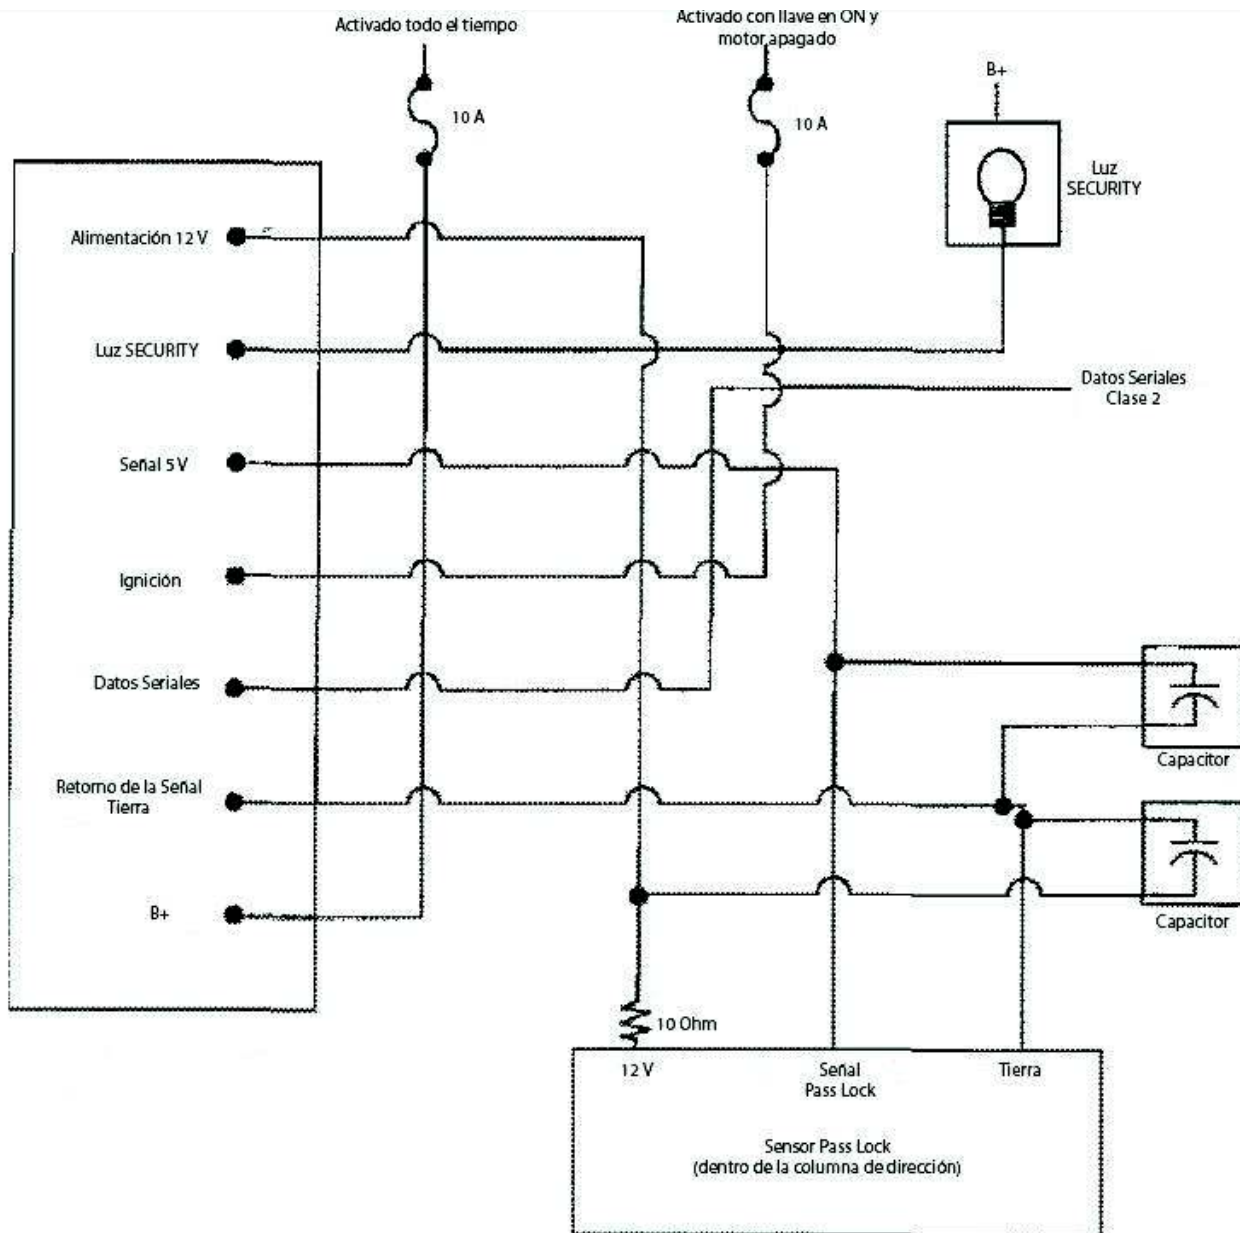 Activado todo el tiempo
Activado con llave en ON y
motor apagado
B+
10 A
10 A
Luz
SECURITY
Alimentación 12 V
Luz SECURITY
Datos Seriales
Clase 2
Señal 5 V
Ignición
Datos Seriales
Capacitor
Retorno de la Señal
Tierra
B+
Capacitor
10 Ohm
12 V
Señal
Pass Lock
Tierra
Sensor Pass Lock
(dentro de la columna de dirección)